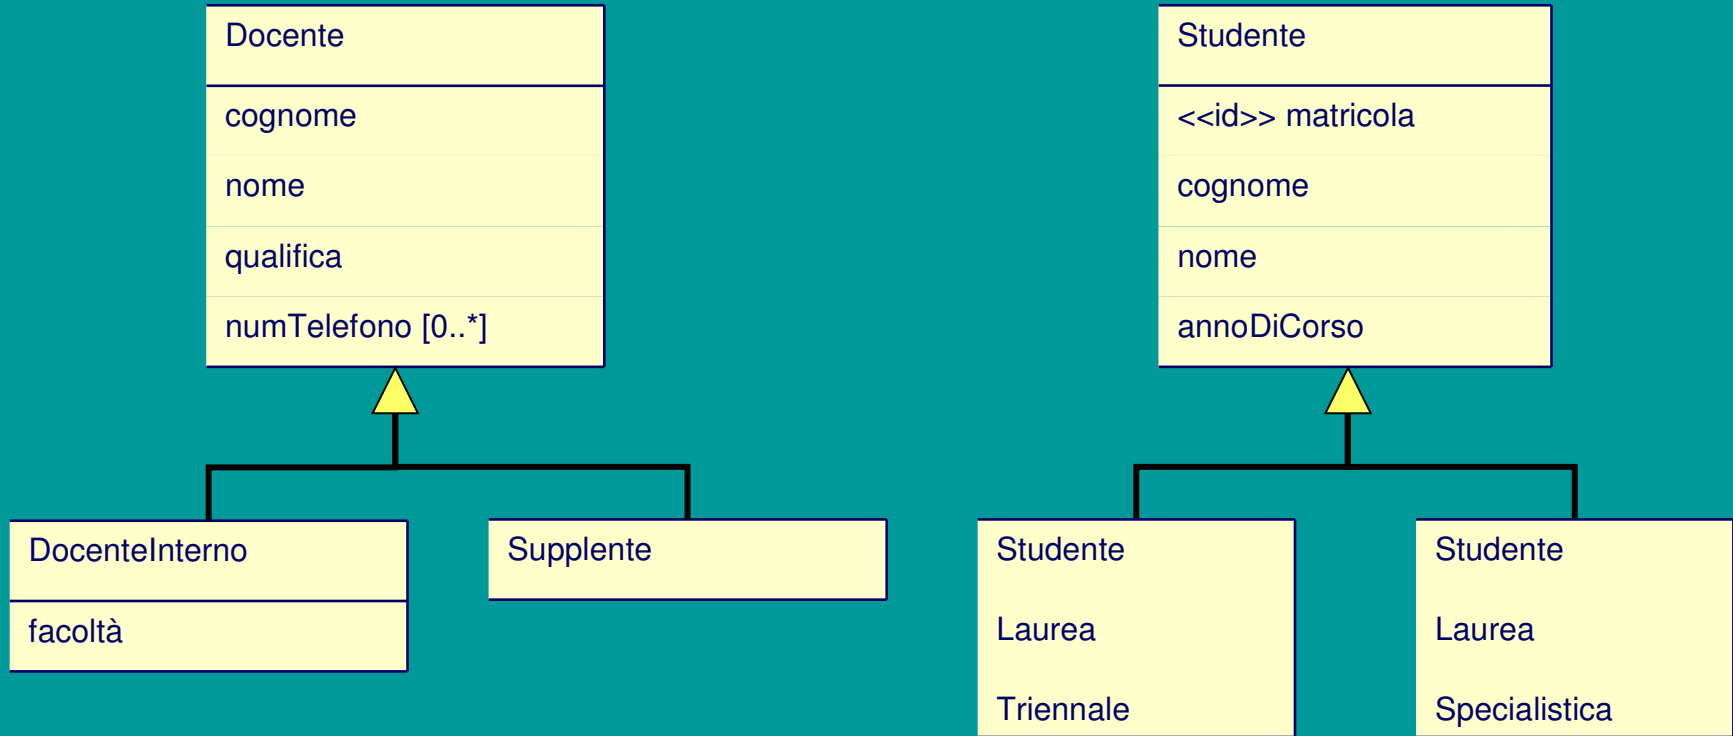 Docente
cognome
nome
qualifica
numTelefono [0..*]
Studente
<<id>> matricola
cognome
nome
annoDiCorso
DocenteInterno
facoltà
Supplente
Studente
Laurea
Triennale
Studente
Laurea
Specialistica